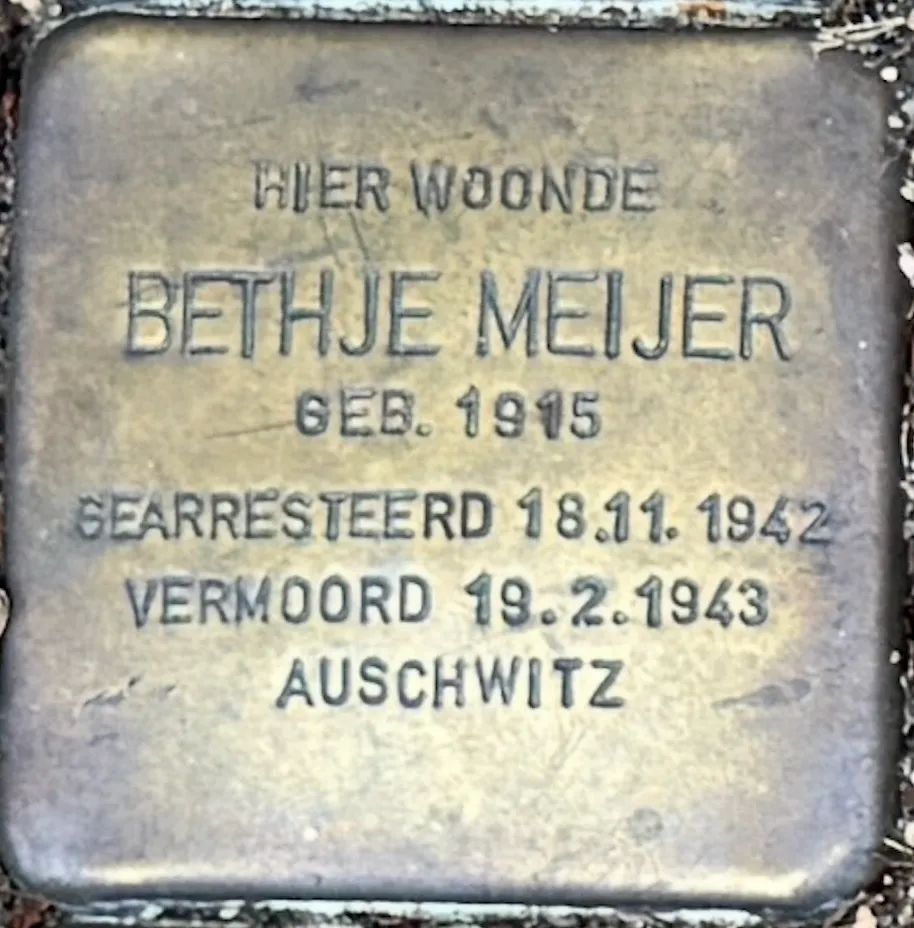 HIER WOONDE
BETHJE MEIJER
GEB. 1915
GEARRESTEERD 18.11.1942
VERMOORD 19.2.1943
AUSCHWITZ